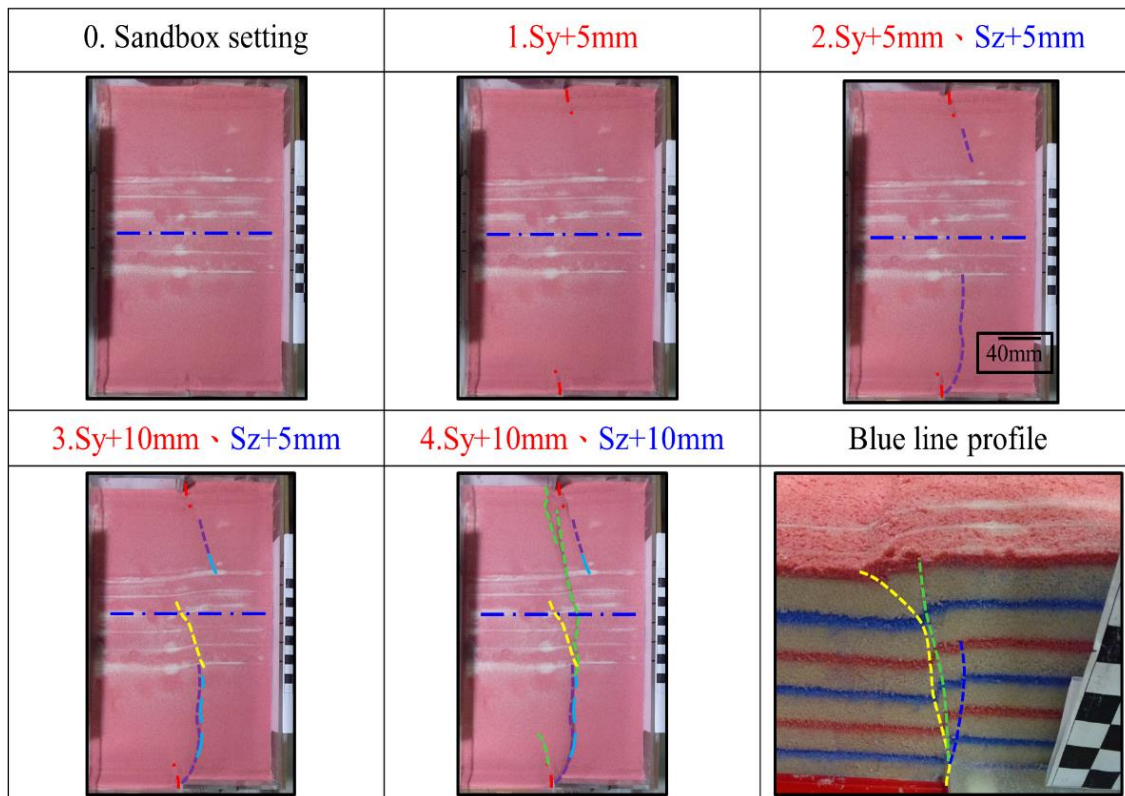 0. Sandbox setting
1.Sy+5mm
2.Sy+5mm、Sz+5mm
40mm
3.Sy+10mm、Sz+5mm
4.Sy+10mm、Sz+10mm
Blue line profile